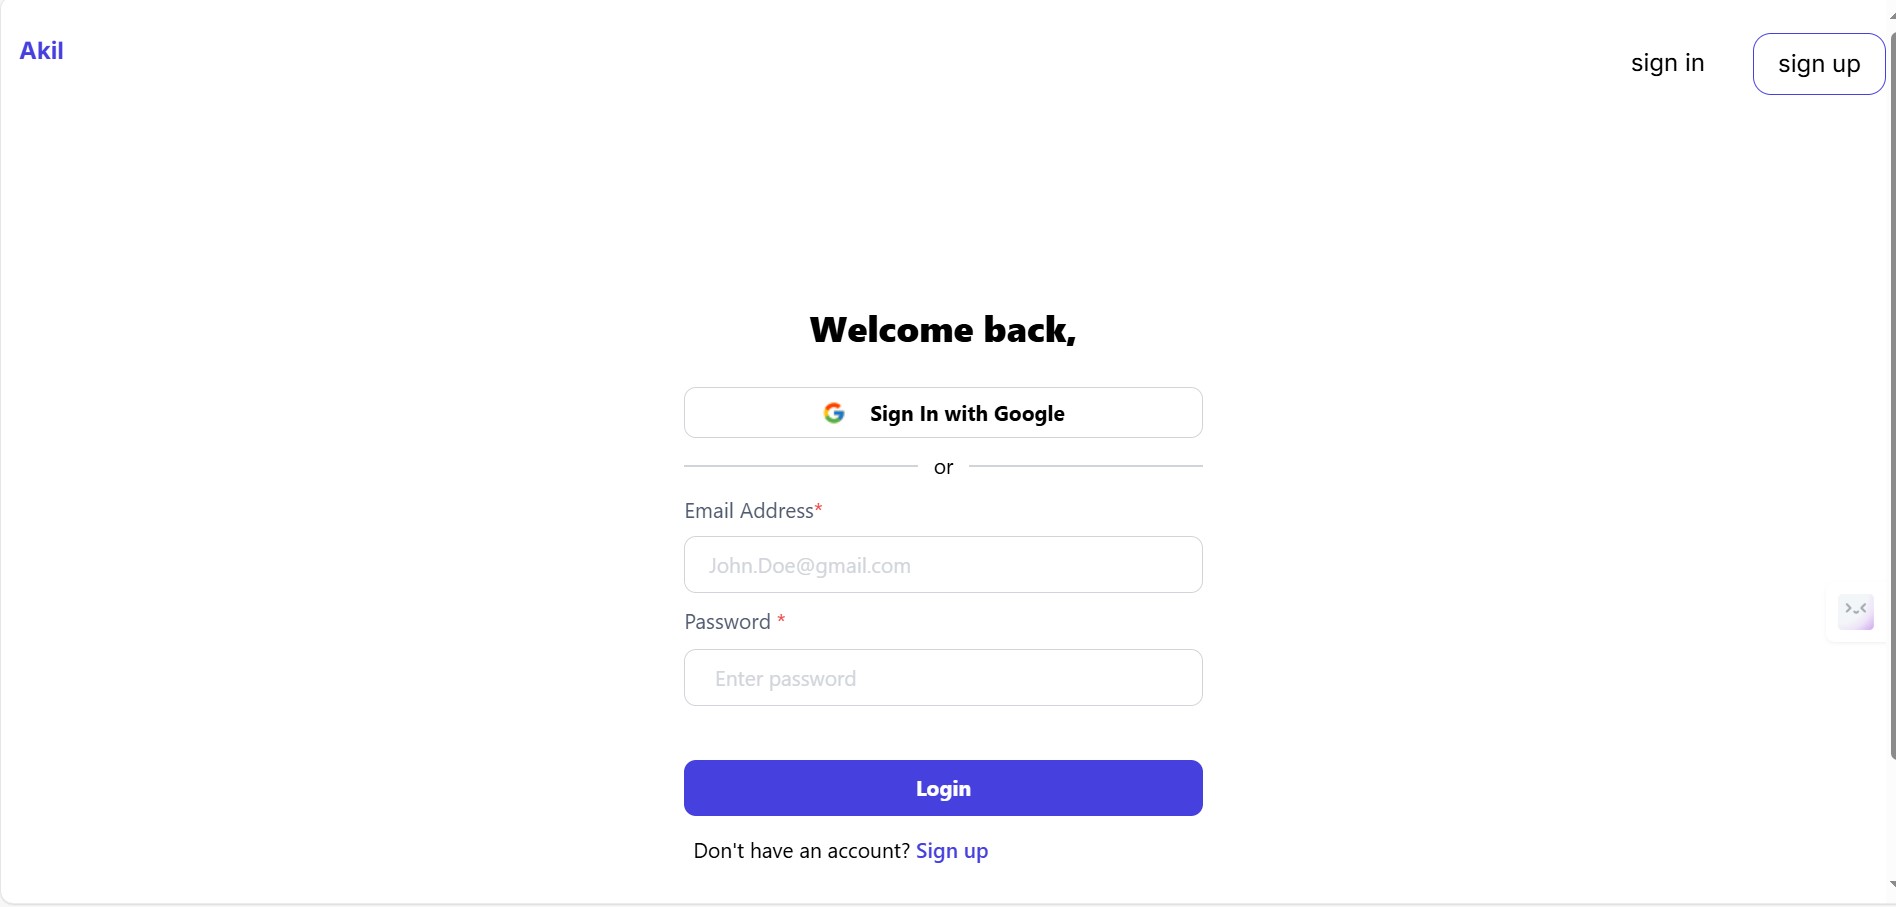 Akil
sign in
sign up
Welcome back,
Sign In with Google
or
Email Address*
John.Doe@gmail.com
Password *
Enter password
Login
Don't have an account? Sign up